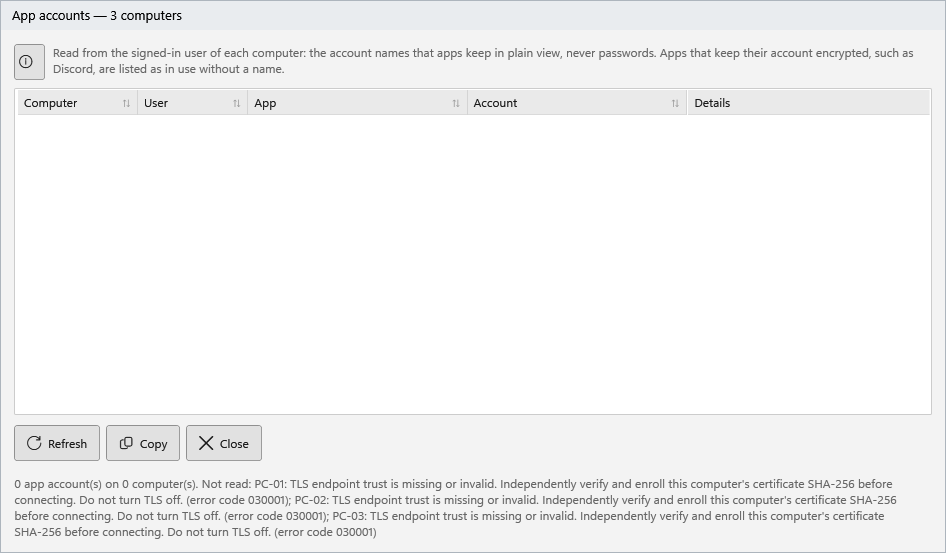 App accounts — 3 computers
Read from the signed-in user of each computer: the account names that apps keep in plain view, never passwords. Apps that keep their account encrypted, such as
Discord, are listed as in use without a name.
Computer User App Account Details
Refresh Copy Close
0 app account(s) on 0 computer(s). Not read: PC-01: TLS endpoint trust is missing or invalid. Independently verify and enroll this computer's certificate SHA-256 before
connecting. Do not turn TLS off. (error code 030001); PC-02: TLS endpoint trust is missing or invalid. Independently verify and enroll this computer's certificate SHA-256
before connecting. Do not turn TLS off. (error code 030001); PC-03: TLS endpoint trust is missing or invalid. Independently verify and enroll this computer's certificate
SHA-256 before connecting. Do not turn TLS off. (error code 030001)